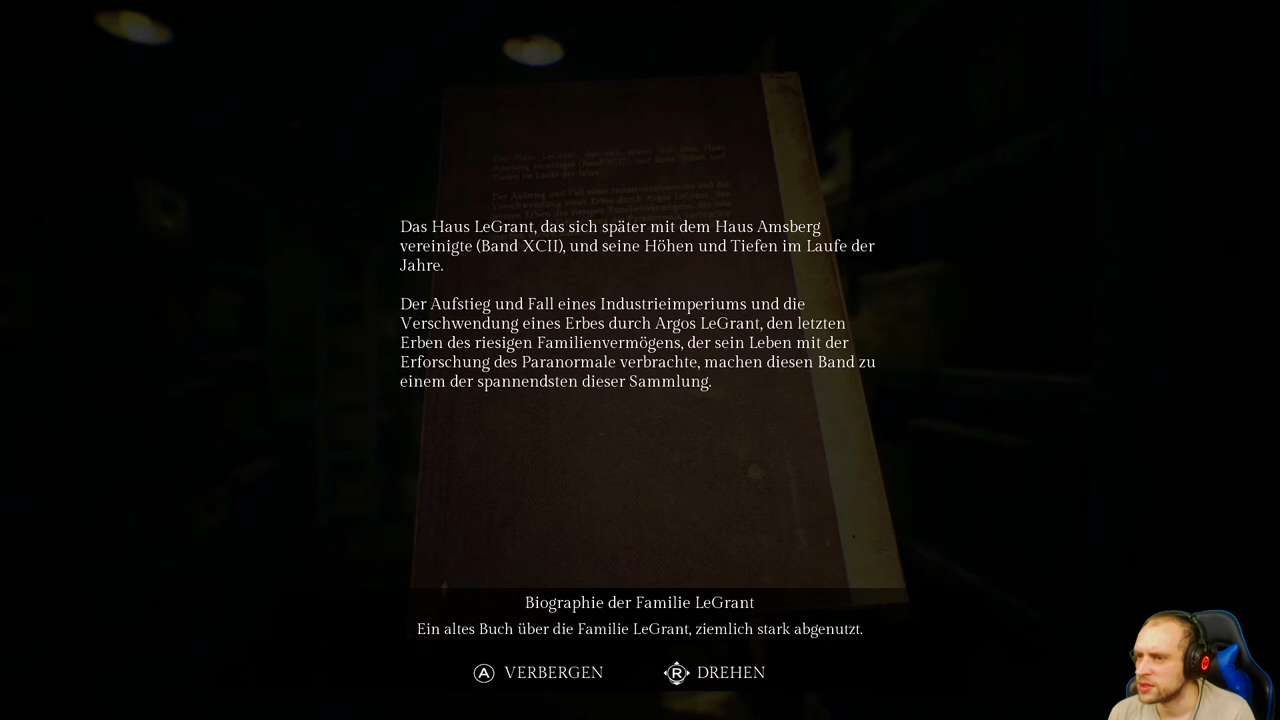 Das Haus LeGrant, das sich später mit dem Haus Amsberg
vereinigte (Band XCII), und seine Höhen und Tiefen im Laufe der
Jahre.
Der Aufstieg und Fall eines Industrieimperiums und die
Verschwendung eines Erbes durch Argos LeGrant, den letzten
Erben des riesigen Familienvermögens, der sein Leben mit der
Erforschung des Paranormale verbrachte, machen diesen Band zu
einem der spannendsten dieser Sammlung.
Biographie der Familie LeGrant
Ein altes Buch über die Familie LeGrant, ziemlich stark abgenutzt.
A VERBERGEN R DREHEN